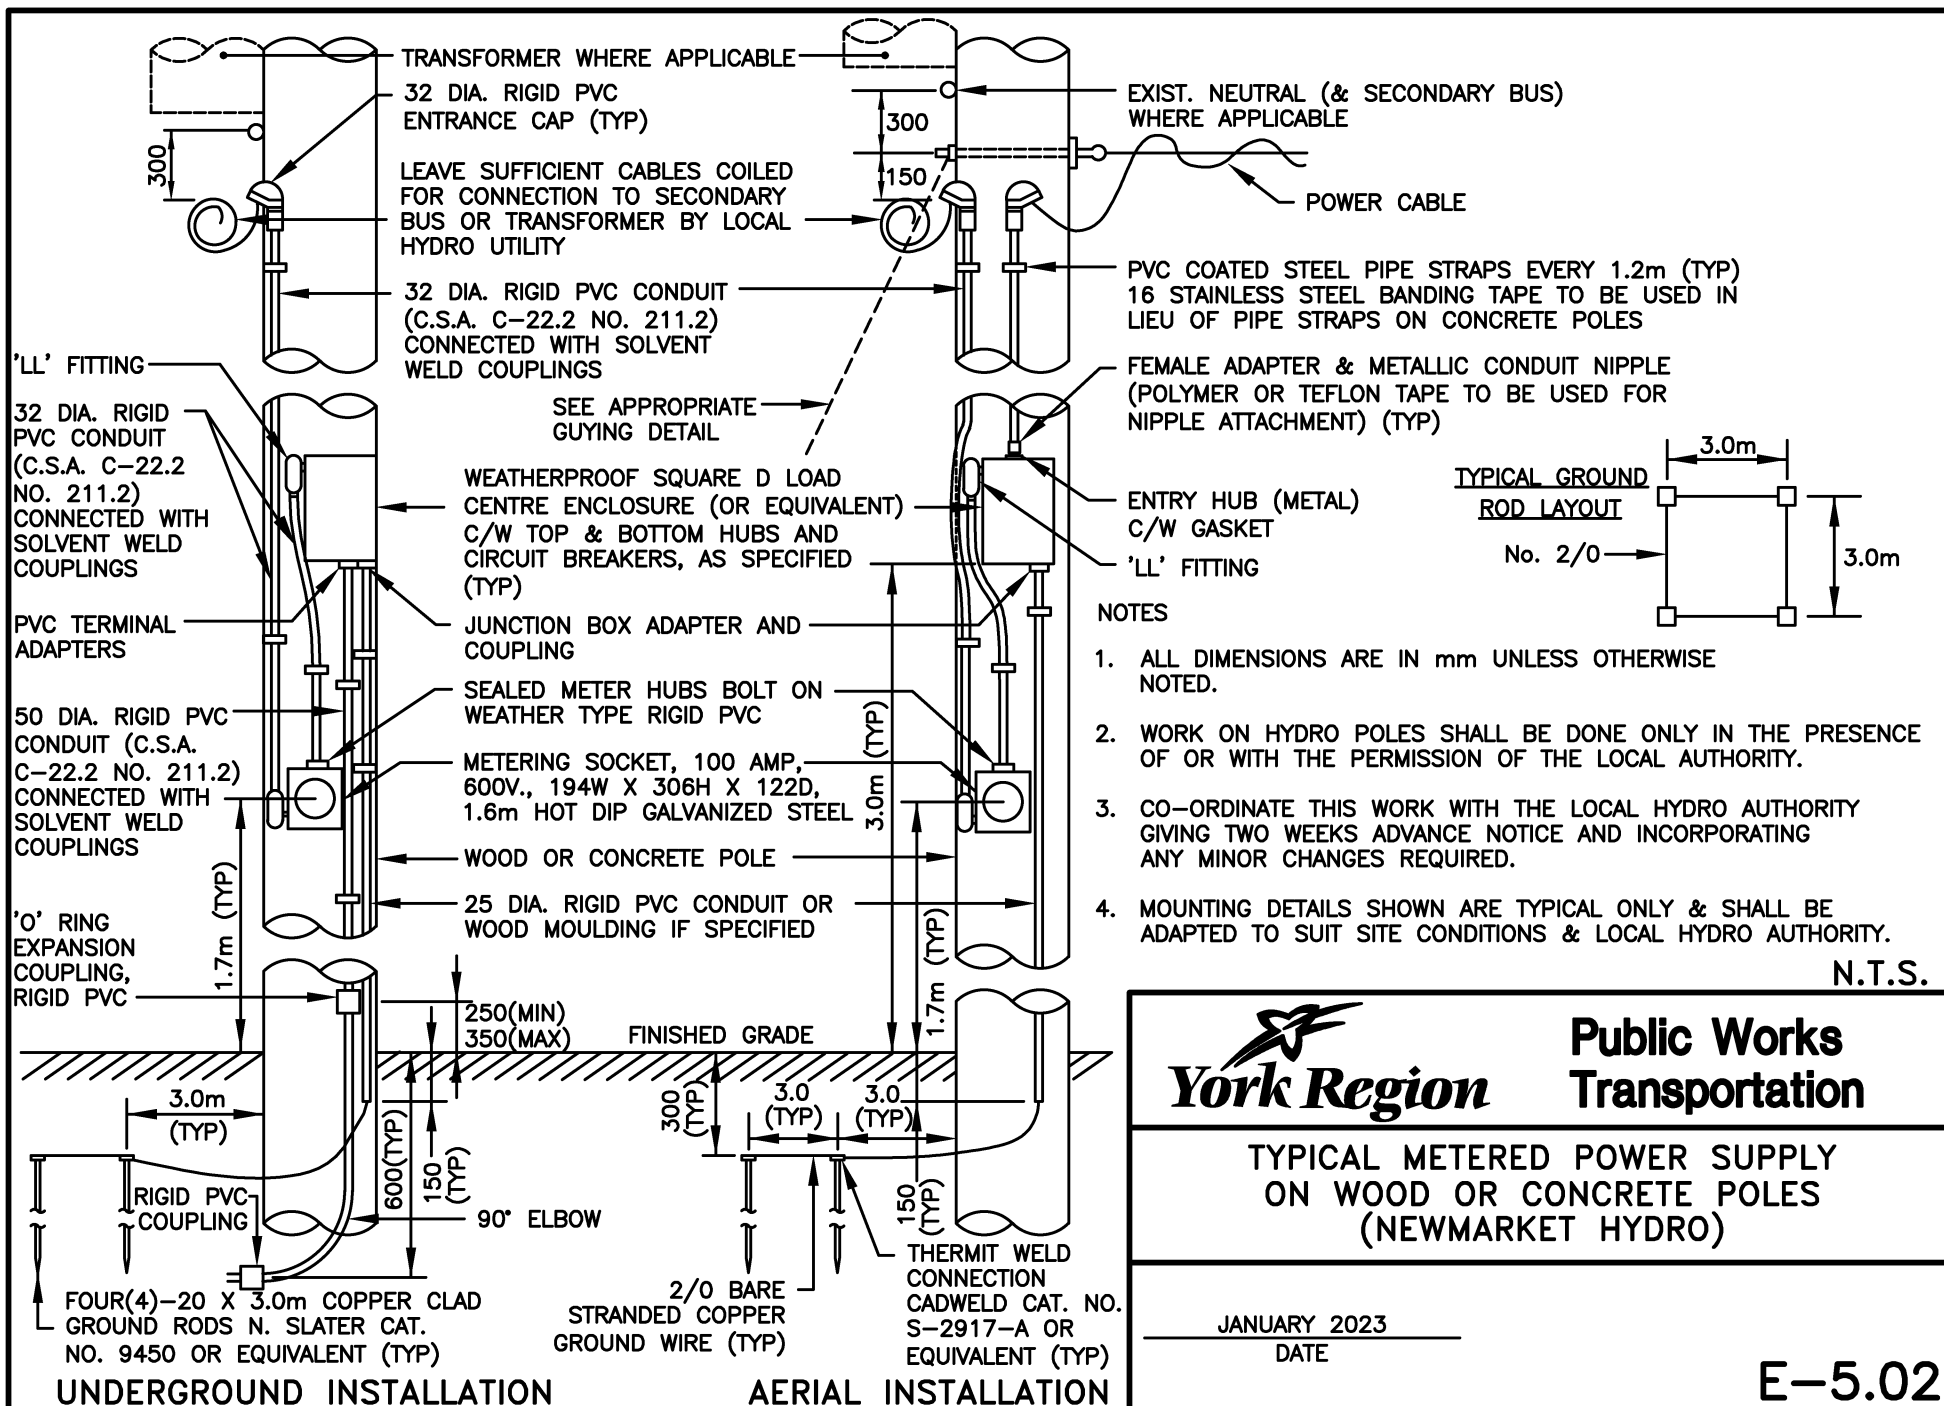 TRANSFORMER WHERE APPLICABLE
32 DIA. RIGID PVC
ENTRANCE CAP (TYP)
300
LEAVE SUFFICIENT CABLES COILED
FOR CONNECTION TO SECONDARY
BUS OR TRANSFORMER BY LOCAL
HYDRO UTILITY
32 DIA. RIGID PVC CONDUIT
(C.S.A. C-22.2 NO. 211.2)
CONNECTED WITH SOLVENT
WELD COUPLINGS
'LL' FITTING
32 DIA. RIGID
PVC CONDUIT
(C.S.A. C-22.2
NO. 211.2)
CONNECTED WITH
SOLVENT WELD
COUPLINGS
PVC TERMINAL
ADAPTERS
50 DIA. RIGID PVC
CONDUIT (C.S.A.
C-22.2 NO. 211.2)
CONNECTED WITH
SOLVENT WELD
COUPLINGS
'O' RING
EXPANSION
COUPLING,
RIGID PVC
1.7m (TYP)
SEE APPROPRIATE
GUYING DETAIL
WEATHERPROOF SQUARE D LOAD
CENTRE ENCLOSURE (OR EQUIVALENT)
C/W TOP & BOTTOM HUBS AND
CIRCUIT BREAKERS, AS SPECIFIED
(TYP)
JUNCTION BOX ADAPTER AND
COUPLING
SEALED METER HUBS BOLT ON
WEATHER TYPE RIGID PVC
METERING SOCKET, 100 AMP,
600V., 194W X 306H X 122D,
1.6m HOT DIP GALVANIZED STEEL
WOOD OR CONCRETE POLE
25 DIA. RIGID PVC CONDUIT OR
WOOD MOULDING IF SPECIFIED
250(MIN)
350(MAX)
FINISHED GRADE
3.0m
(TYP)
600(TYP)
150
(TYP)
RIGID PVC
COUPLING
90° ELBOW
FOUR(4)-20 X 3.0m COPPER CLAD
GROUND RODS N. SLATER CAT.
NO. 9450 OR EQUIVALENT (TYP)
UNDERGROUND INSTALLATION
300
150
EXIST. NEUTRAL (& SECONDARY BUS)
WHERE APPLICABLE
POWER CABLE
PVC COATED STEEL PIPE STRAPS EVERY 1.2m (TYP)
16 STAINLESS STEEL BANDING TAPE TO BE USED IN
LIEU OF PIPE STRAPS ON CONCRETE POLES
FEMALE ADAPTER & METALLIC CONDUIT NIPPLE
(POLYMER OR TEFLON TAPE TO BE USED FOR
NIPPLE ATTACHMENT) (TYP)
ENTRY HUB (METAL)
C/W GASKET
'LL' FITTING
3.0m (TYP)
1.7m (TYP)
300
(TYP)
3.0
(TYP)
3.0
(TYP)
150
(TYP)
2/0 BARE
STRANDED COPPER
GROUND WIRE (TYP)
THERMIT WELD
CONNECTION
CADWELD CAT. NO.
S-2917-A OR
EQUIVALENT (TYP)
AERIAL INSTALLATION
TYPICAL GROUND
ROD LAYOUT
3.0m
No. 2/0
3.0m
NOTES
1. ALL DIMENSIONS ARE IN mm UNLESS OTHERWISE
NOTED.
2. WORK ON HYDRO POLES SHALL BE DONE ONLY IN THE PRESENCE
OF OR WITH THE PERMISSION OF THE LOCAL AUTHORITY.
3. CO-ORDINATE THIS WORK WITH THE LOCAL HYDRO AUTHORITY
GIVING TWO WEEKS ADVANCE NOTICE AND INCORPORATING
ANY MINOR CHANGES REQUIRED.
4. MOUNTING DETAILS SHOWN ARE TYPICAL ONLY & SHALL BE
ADAPTED TO SUIT SITE CONDITIONS & LOCAL HYDRO AUTHORITY.
N.T.S.
York Region
Public Works
Transportation
TYPICAL METERED POWER SUPPLY
ON WOOD OR CONCRETE POLES
(NEWMARKET HYDRO)
JANUARY 2023
DATE
E-5.02